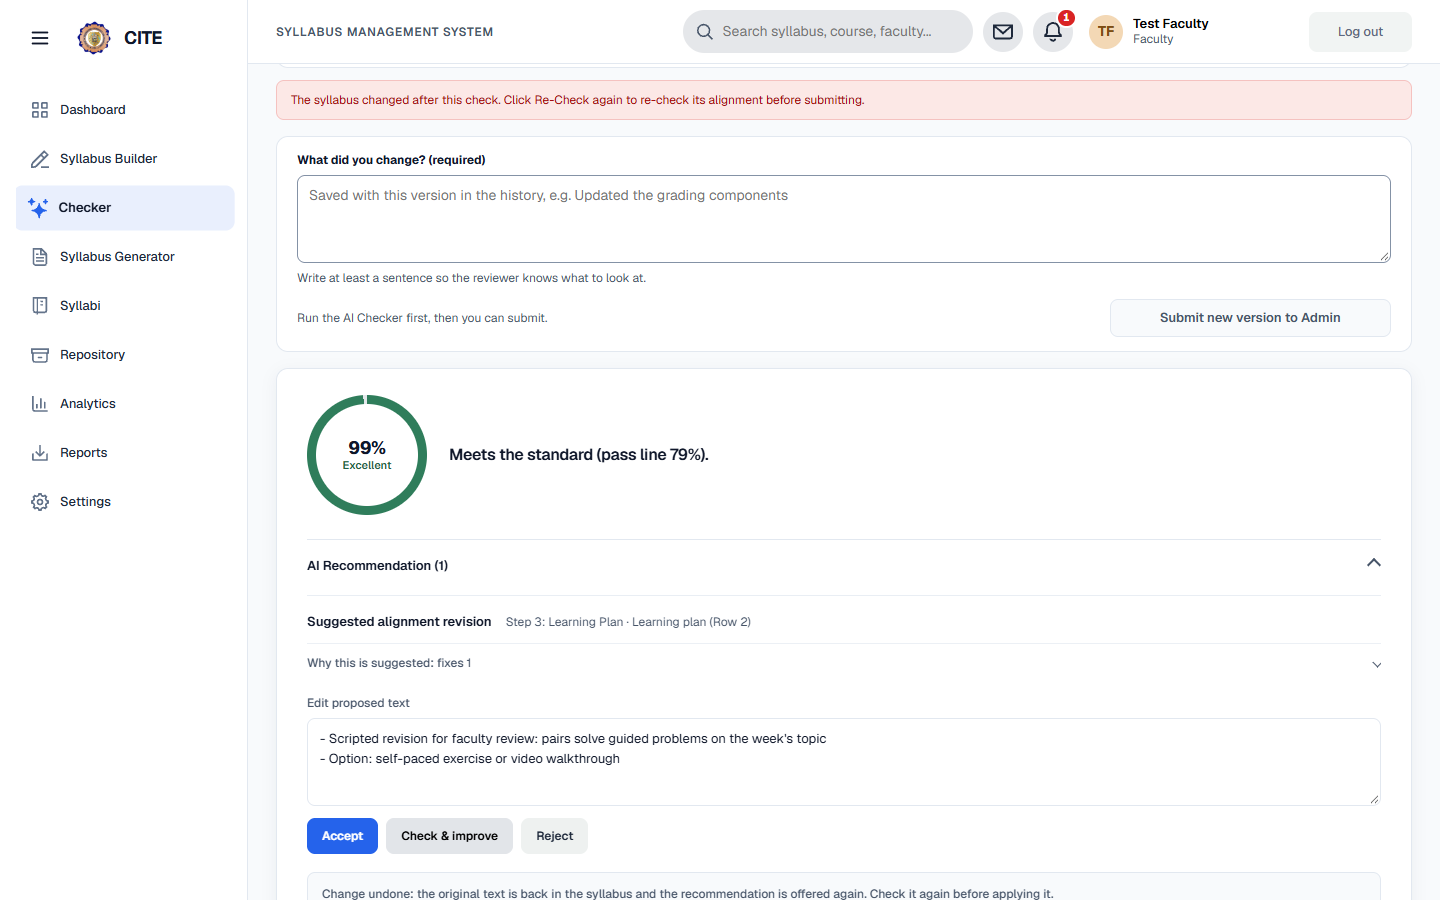 CITE
SYLLABUS MANAGEMENT SYSTEM
Search syllabus, course, faculty...
1
TF
Test Faculty
Faculty
Log out
Dashboard
Syllabus Builder
Checker
Syllabus Generator
Syllabi
Repository
Analytics
Reports
Settings
The syllabus changed after this check. Click Re-Check again to re-check its alignment before submitting.
What did you change? (required)
Saved with this version in the history, e.g. Updated the grading components
Write at least a sentence so the reviewer knows what to look at.
Run the AI Checker first, then you can submit.
Submit new version to Admin
99%
Excellent
Meets the standard (pass line 79%).
AI Recommendation (1)
Suggested alignment revision Step 3: Learning Plan · Learning plan (Row 2)
Why this is suggested: fixes 1
Edit proposed text
- Scripted revision for faculty review: pairs solve guided problems on the week's topic
- Option: self-paced exercise or video walkthrough
Accept
Check & improve
Reject
Change undone: the original text is back in the syllabus and the recommendation is offered again. Check it again before applying it.